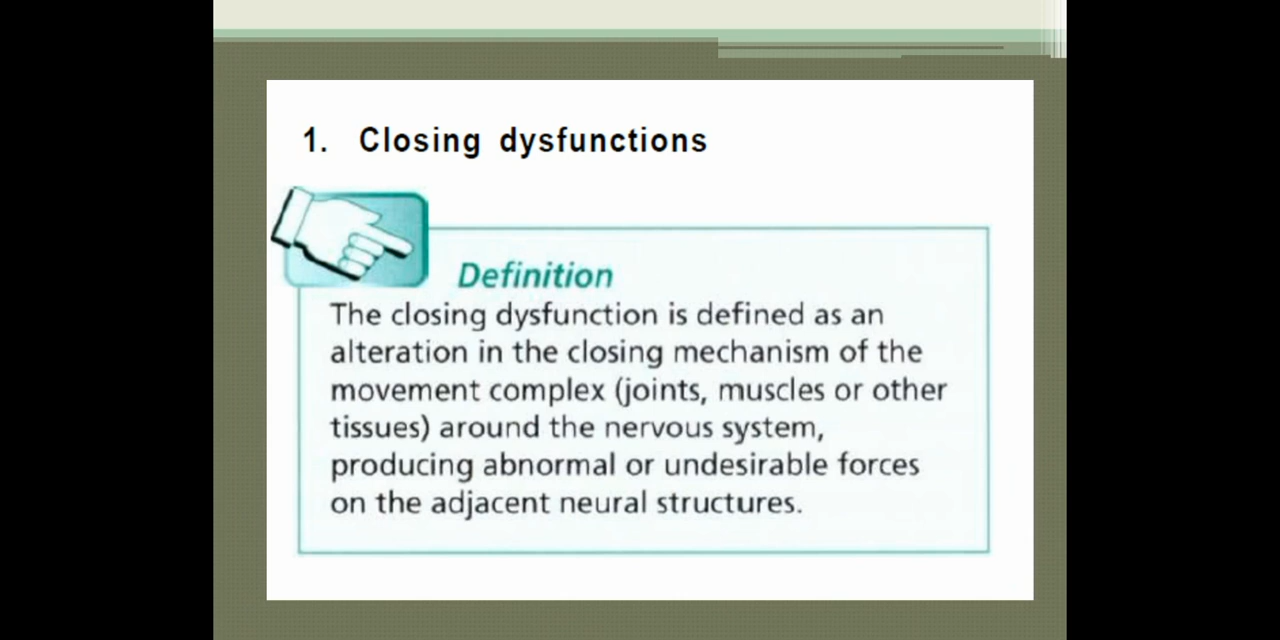 1. Closing dysfunctions
Definition
The closing dysfunction is defined as an
alteration in the closing mechanism of the
movement complex (joints, muscles or other
tissues) around the nervous system,
producing abnormal or undesirable forces
on the adjacent neural structures.